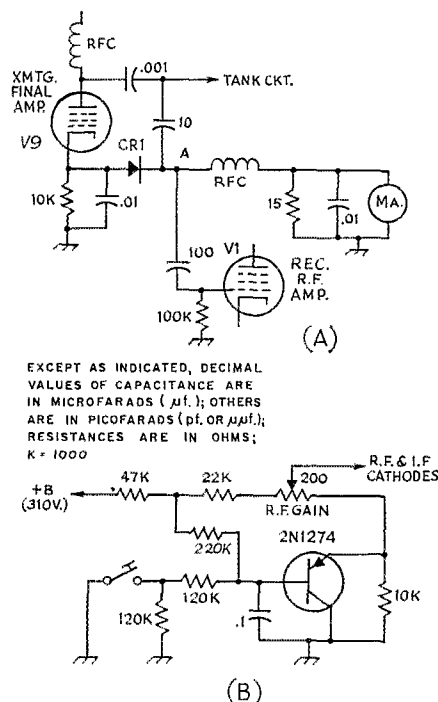 RFC
.001
TANK CKT.
XMTG.
FINAL
AMP.
V9
10
CR1
A
RFC
10K
.01
15
.01
MA.
100
V1
REC.
R.F.
AMP.
100K
(A)
EXCEPT AS INDICATED, DECIMAL
VALUES OF CAPACITANCE ARE
IN MICROFARADS (µf.); OTHERS
ARE IN PICOFARADS (pf. OR µµf.);
RESISTANCES ARE IN OHMS;
K = 1000
+B
(310V.)
47K
22K
200
R.F. & I.F
CATHODES
R.F. GAIN
220K
2N1274
120K
120K
.1
10K
(B)